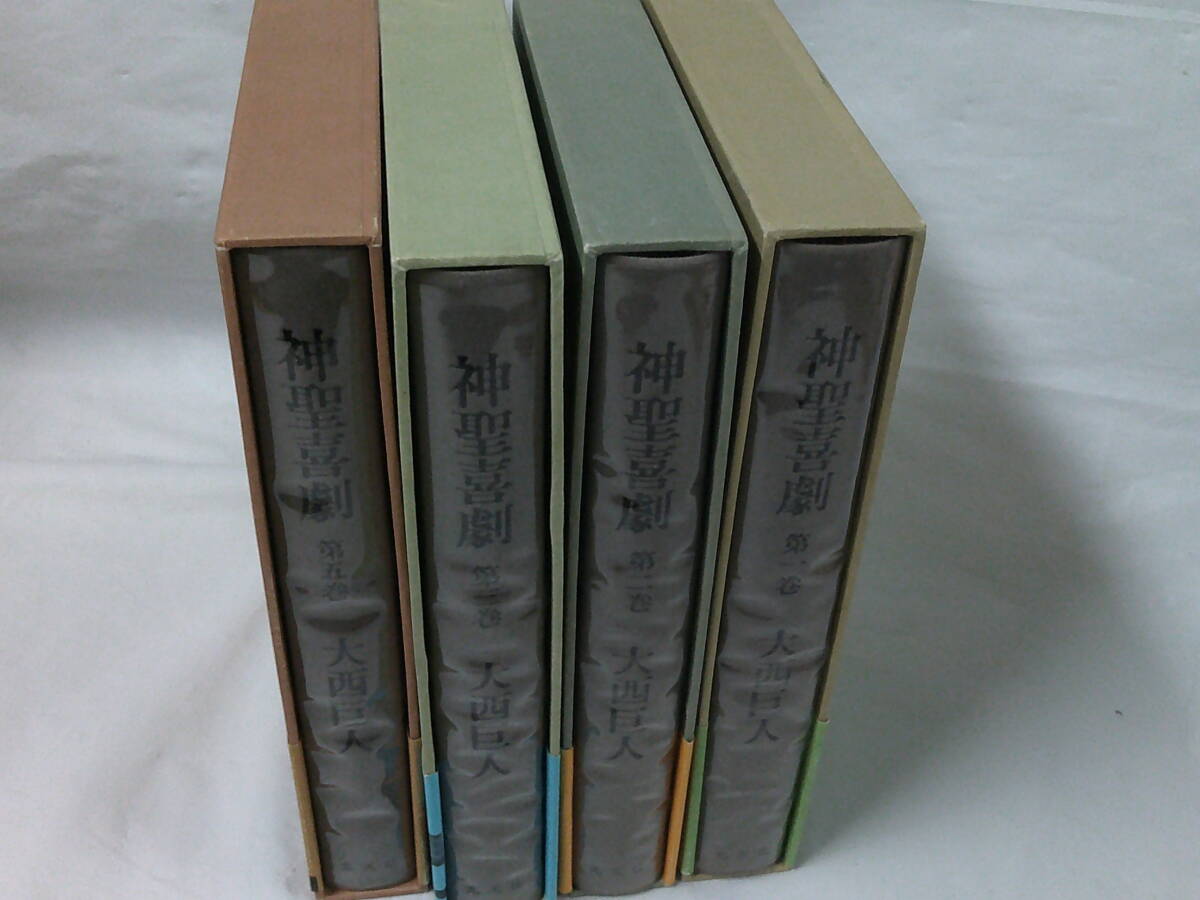 神聖喜劇 第五巻 大西巨人
神聖喜劇 第三巻 大西巨人
神聖喜劇 第二巻 大西巨人
神聖喜劇 第一巻 大西巨人